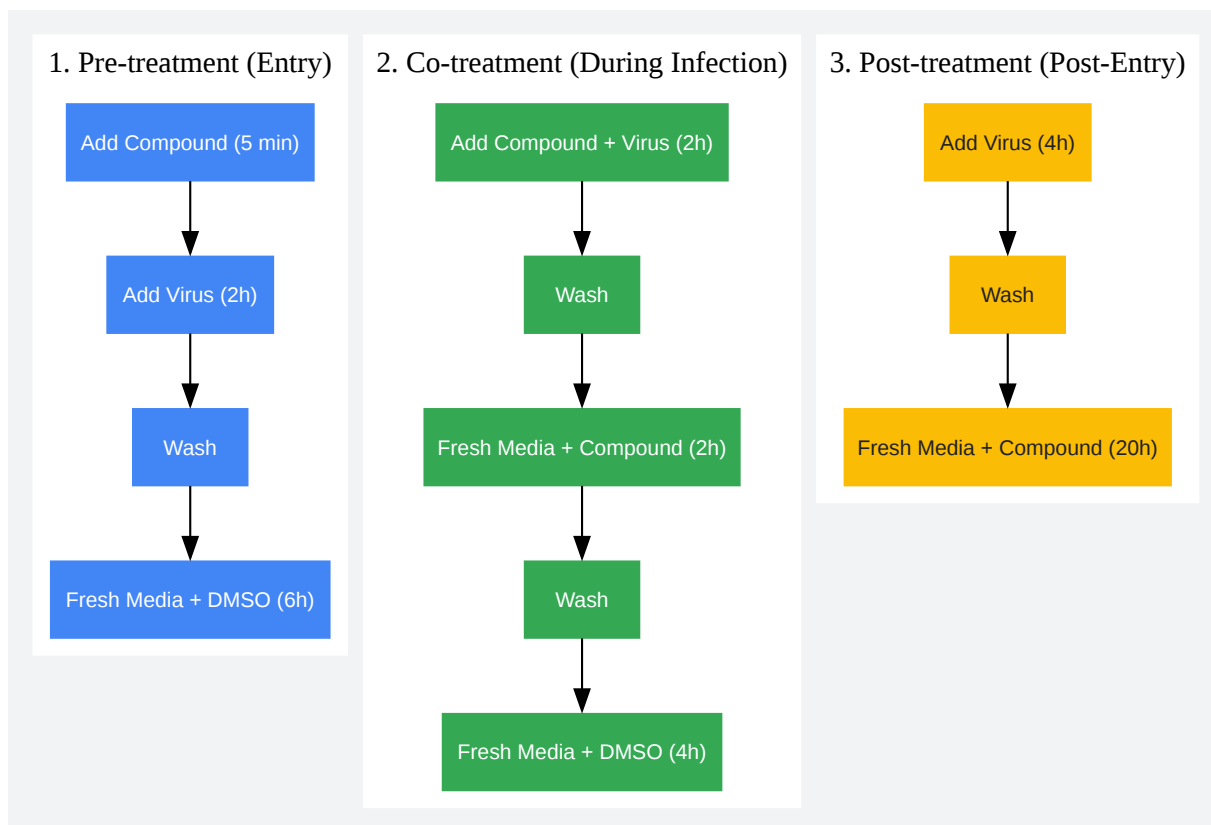 1. Pre-treatment (Entry)
Add Compound (5 min)
Add Virus (2h)
Wash
Fresh Media + DMSO (6h)
2. Co-treatment (During Infection)
Add Compound + Virus (2h)
Wash
Fresh Media + Compound (2h)
Wash
Fresh Media + DMSO (4h)
3. Post-treatment (Post-Entry)
Add Virus (4h)
Wash
Fresh Media + Compound (20h)